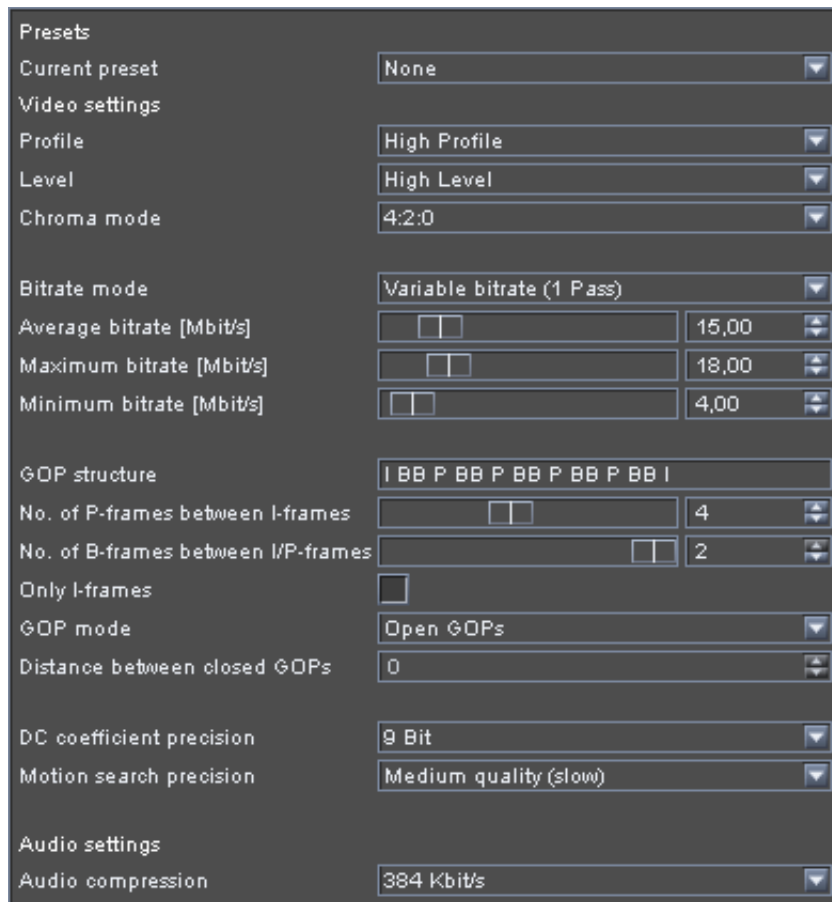 Presets
Current preset None
Video settings
Profile High Profile
Level High Level
Chroma mode 4:2:0
Bitrate mode Variable bitrate (1 Pass)
Average bitrate [Mbit/s] 15,00
Maximum bitrate [Mbit/s] 18,00
Minimum bitrate [Mbit/s] 4,00
GOP structure I BB P BB P BB P BB P BB I
No. of P-frames between I-frames 4
No. of B-frames between I/P-frames 2
Only I-frames
GOP mode Open GOPs
Distance between closed GOPs 0
DC coefficient precision 9 Bit
Motion search precision Medium quality (slow)
Audio settings
Audio compression 384 Kbit/s